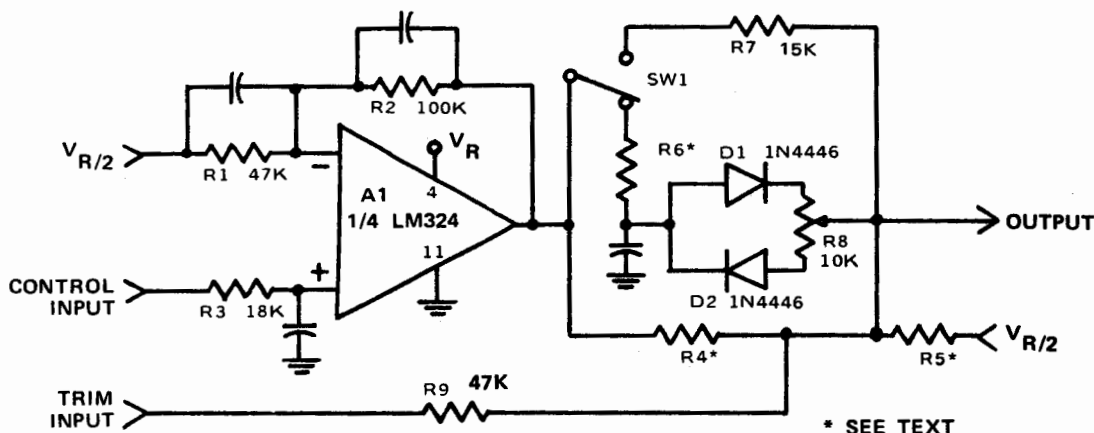 R7 15K
SW1
R2 100K
V R/2
R1 47K
V R
4
R6*
D1 1N4446
A1
1/4 LM324
−
+
11
R8
10K
OUTPUT
D2 1N4446
CONTROL
INPUT
R3 18K
R4*
R5*
V R/2
TRIM
INPUT
R9 47K
* SEE TEXT